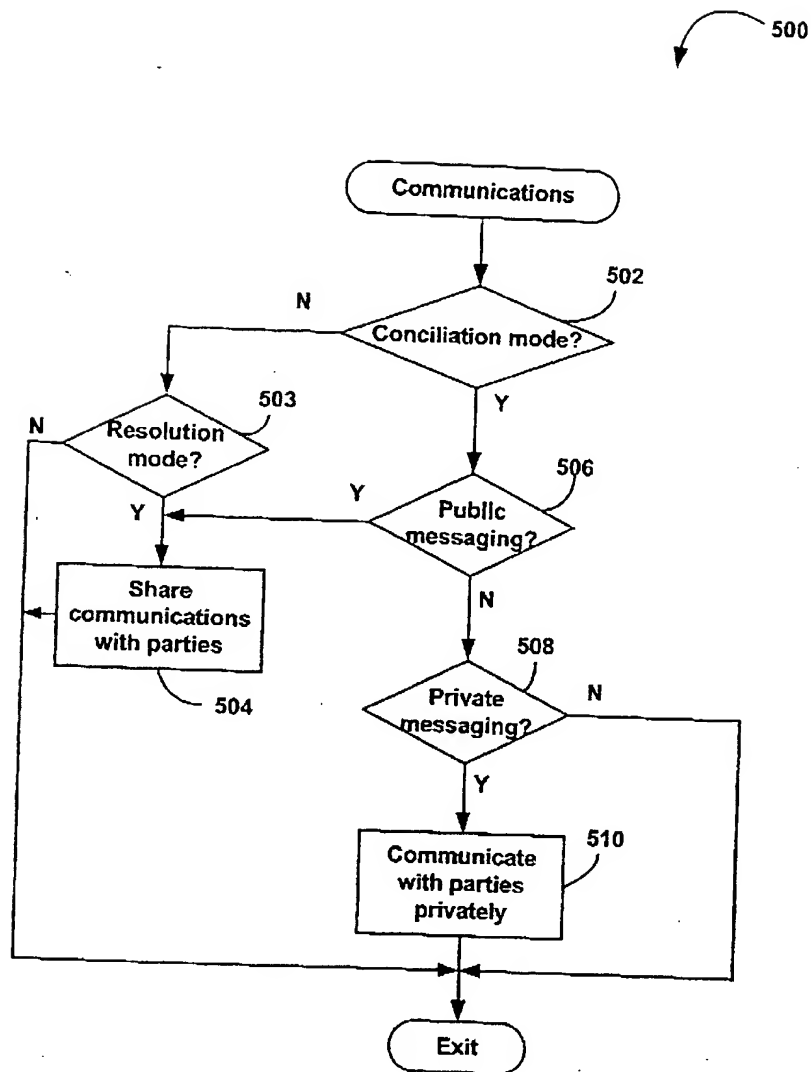 500
Communications
502
N
Conciliation mode?
Y
503
N
Resolution
mode?
506
Y
Y
Public
messaging?
Share
communications
with parties
N
504
508
Private
messaging?
N
Y
510
Communicate
with parties
privately
Exit